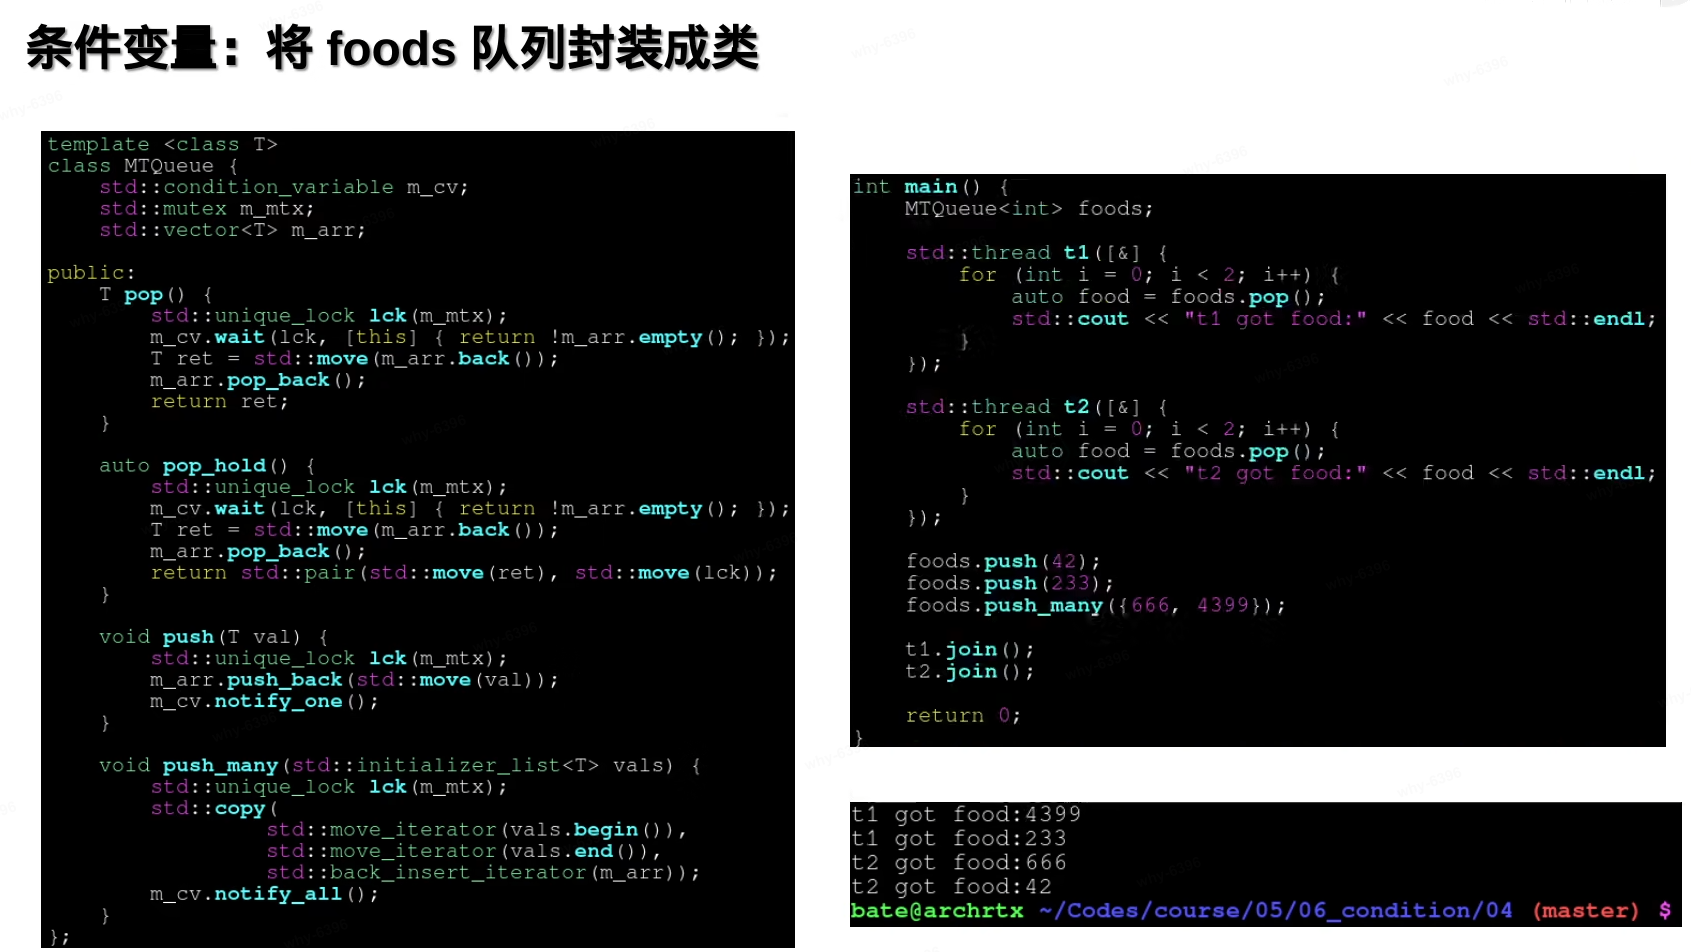 条件变量：将 foods 队列封装成类
template <class T>
class MTQueue {
    std::condition_variable m_cv;
    std::mutex m_mtx;
    std::vector<T> m_arr;
public:
    T pop() {
        std::unique_lock lck(m_mtx);
        m_cv.wait(lck, [this] { return !m_arr.empty(); });
        T ret = std::move(m_arr.back());
        m_arr.pop_back();
        return ret;
    }
    auto pop_hold() {
        std::unique_lock lck(m_mtx);
        m_cv.wait(lck, [this] { return !m_arr.empty(); });
        T ret = std::move(m_arr.back());
        m_arr.pop_back();
        return std::pair(std::move(ret), std::move(lck));
    }
    void push(T val) {
        std::unique_lock lck(m_mtx);
        m_arr.push_back(std::move(val));
        m_cv.notify_one();
    }
    void push_many(std::initializer_list<T> vals) {
        std::unique_lock lck(m_mtx);
        std::copy(
                 std::move_iterator(vals.begin()),
                 std::move_iterator(vals.end()),
                 std::back_insert_iterator(m_arr));
        m_cv.notify_all();
    }
};
int main() {
    MTQueue<int> foods;
    std::thread t1([&] {
        for (int i = 0; i < 2; i++) {
            auto food = foods.pop();
            std::cout << "t1 got food:" << food << std::endl;
        }
    });
    std::thread t2([&] {
        for (int i = 0; i < 2; i++) {
            auto food = foods.pop();
            std::cout << "t2 got food:" << food << std::endl;
        }
    });
    foods.push(42);
    foods.push(233);
    foods.push_many({666, 4399});
    t1.join();
    t2.join();
    return 0;
}
t1 got food:4399
t1 got food:233
t2 got food:666
t2 got food:42
bate@archrtx ~/Codes/course/05/06_condition/04 (master) $
why-6396